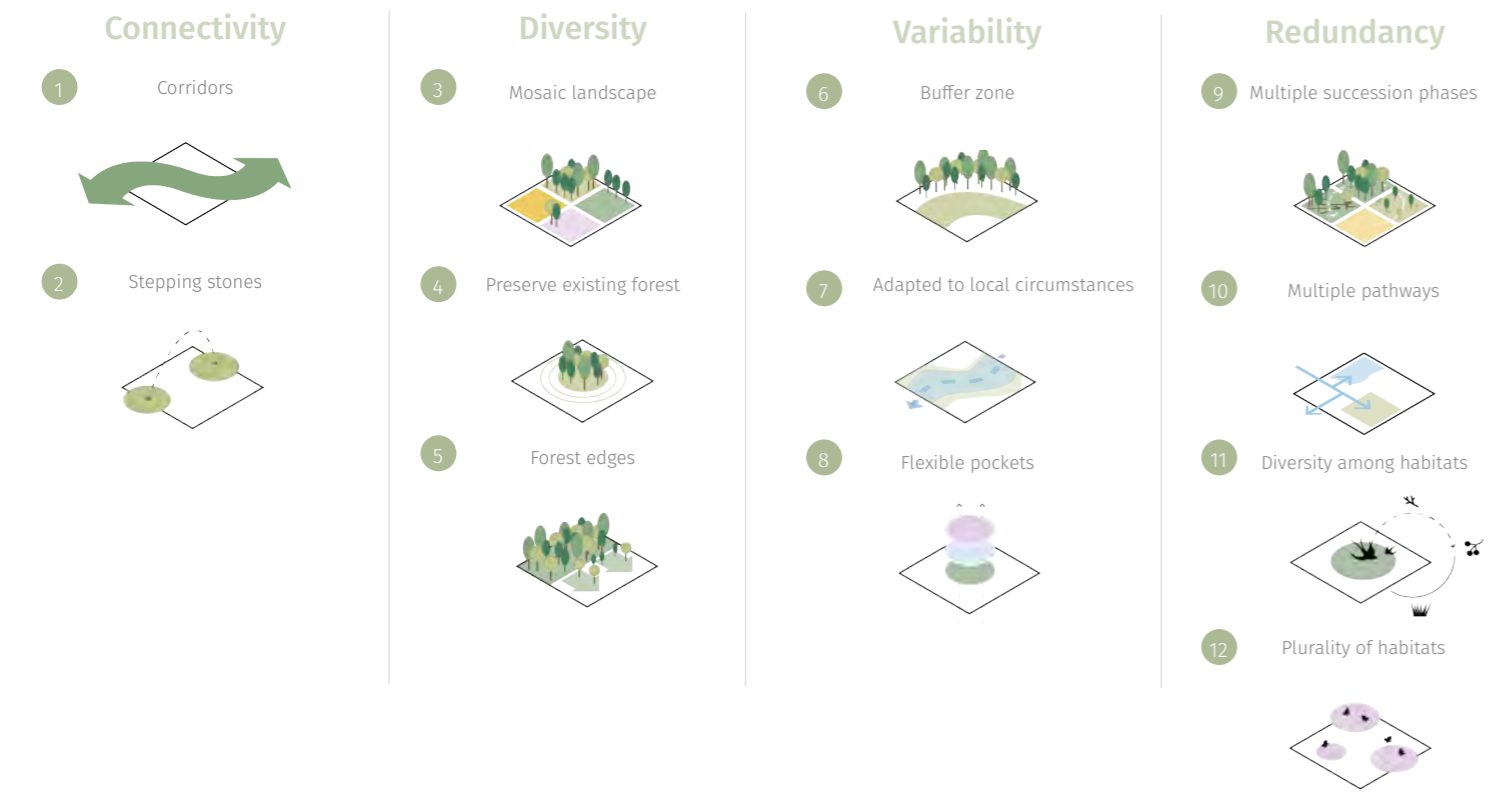 Connectivity
1
Corridors
2
Stepping stones
Diversity
3
Mosaic landscape
4
Preserve existing forest
5
Forest edges
Variability
6
Buffer zone
7
Adapted to local circumstances
8
Flexible pockets
Redundancy
9
Multiple succession phases
10
Multiple pathways
11
Diversity among habitats
12
Plurality of habitats